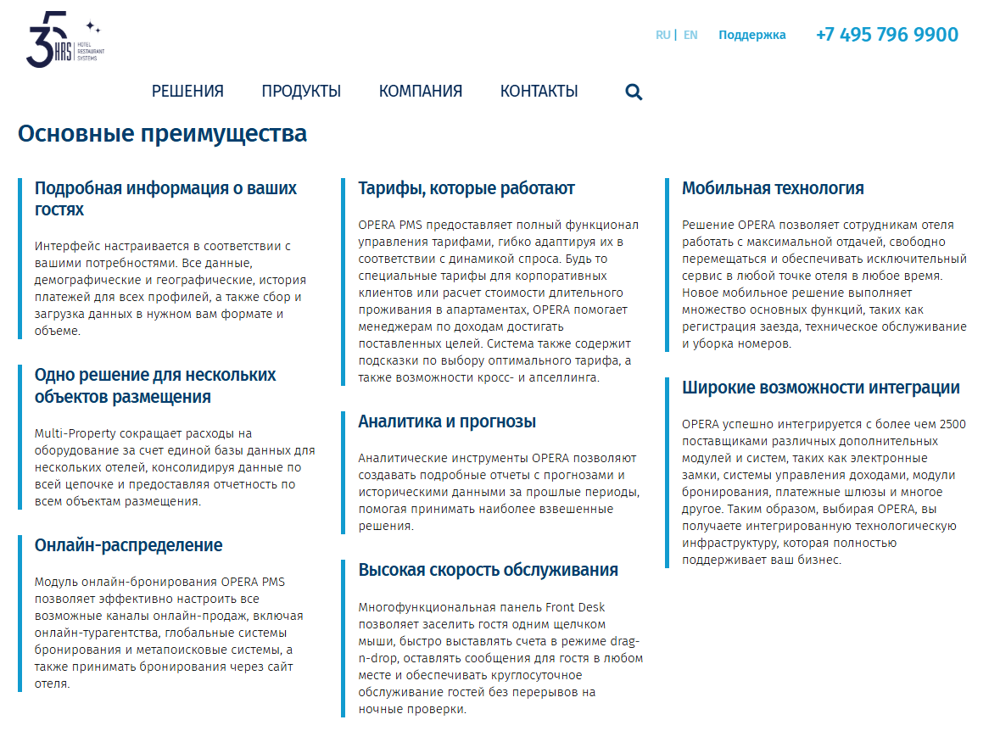 35
HRS
HOTEL
RESTAURANT
SYSTEMS
RU | EN
Поддержка
+7 495 796 9900
РЕШЕНИЯ
ПРОДУКТЫ
КОМПАНИЯ
КОНТАКТЫ
Основные преимущества
Подробная информация о ваших
гостях
Интерфейс настраивается в соответствии с
вашими потребностями. Все данные,
демографические и географические, история
платежей для всех профилей, а также сбор и
загрузка данных в нужном вам формате и
объеме.
Одно решение для нескольких
объектов размещения
Multi-Property сокращает расходы на
оборудование за счет единой базы данных для
нескольких отелей, консолидируя данные по
всей цепочке и предоставляя отчетность по
всем объектам размещения.
Онлайн-распределение
Модуль онлайн-бронирования OPERA PMS
позволяет эффективно настроить все
возможные каналы онлайн-продаж, включая
онлайн-турагентства, глобальные системы
бронирования и метапоисковые системы, а
также принимать бронирования через сайт
отеля.
Тарифы, которые работают
OPERA PMS предоставляет полный функционал
управления тарифами, гибко адаптируя их в
соответствии с динамикой спроса. Будь то
специальные тарифы для корпоративных
клиентов или расчет стоимости длительного
проживания в апартаментах, OPERA помогает
менеджерам по доходам достигать
поставленных целей. Система также содержит
подсказки по выбору оптимального тарифа, а
также возможности кросс- и апселлинга.
Аналитика и прогнозы
Аналитические инструменты OPERA позволяют
создавать подробные отчеты с прогнозами и
историческими данными за прошлые периоды,
помогая принимать наиболее взвешенные
решения.
Высокая скорость обслуживания
Многофункциональная панель Front Desk
позволяет заселить гостя одним щелчком
мыши, быстро выставлять счета в режиме drag-
n-drop, оставлять сообщения для гостя в любом
месте и обеспечивать круглосуточное
обслуживание гостей без перерывов на
ночные проверки.
Мобильная технология
Решение OPERA позволяет сотрудникам отеля
работать с максимальной отдачей, свободно
перемещаться и обеспечивать исключительный
сервис в любой точке отеля в любое время.
Новое мобильное решение выполняет
множество основных функций, таких как
регистрация заезда, техническое обслуживание
и уборка номеров.
Широкие возможности интеграции
OPERA успешно интегрируется с более чем 2500
поставщиками различных дополнительных
модулей и систем, таких как электронные
замки, системы управления доходами, модули
бронирования, платежные шлюзы и многое
другое. Таким образом, выбирая OPERA, вы
получаете интегрированную технологическую
инфраструктуру, которая полностью
поддерживает ваш бизнес.